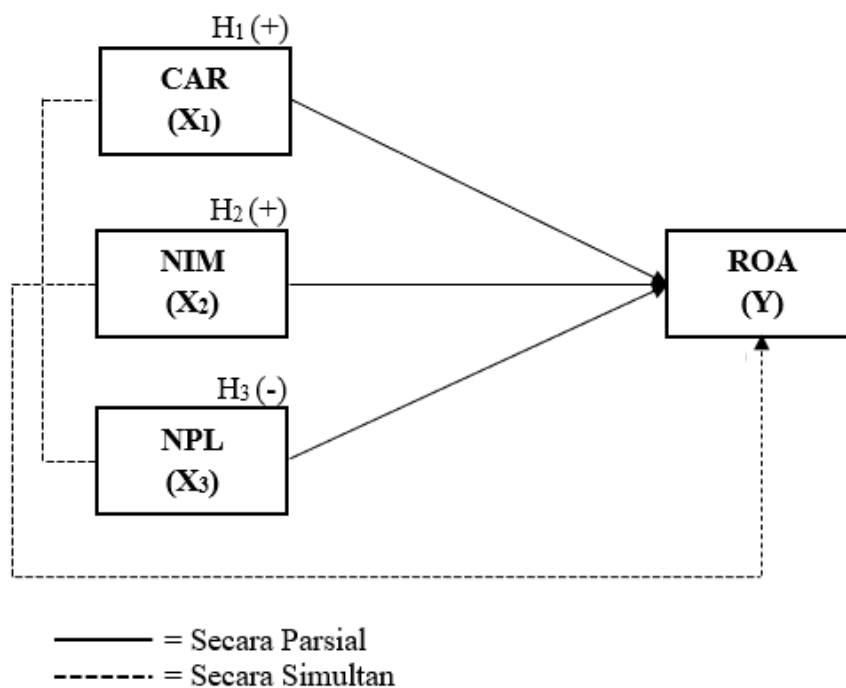 H₁ (+)
CAR
(X₁)
H₂ (+)
NIM
(X₂)
ROA
(Y)
H₃ (-)
NPL
(X₃)
= Secara Parsial
= Secara Simultan